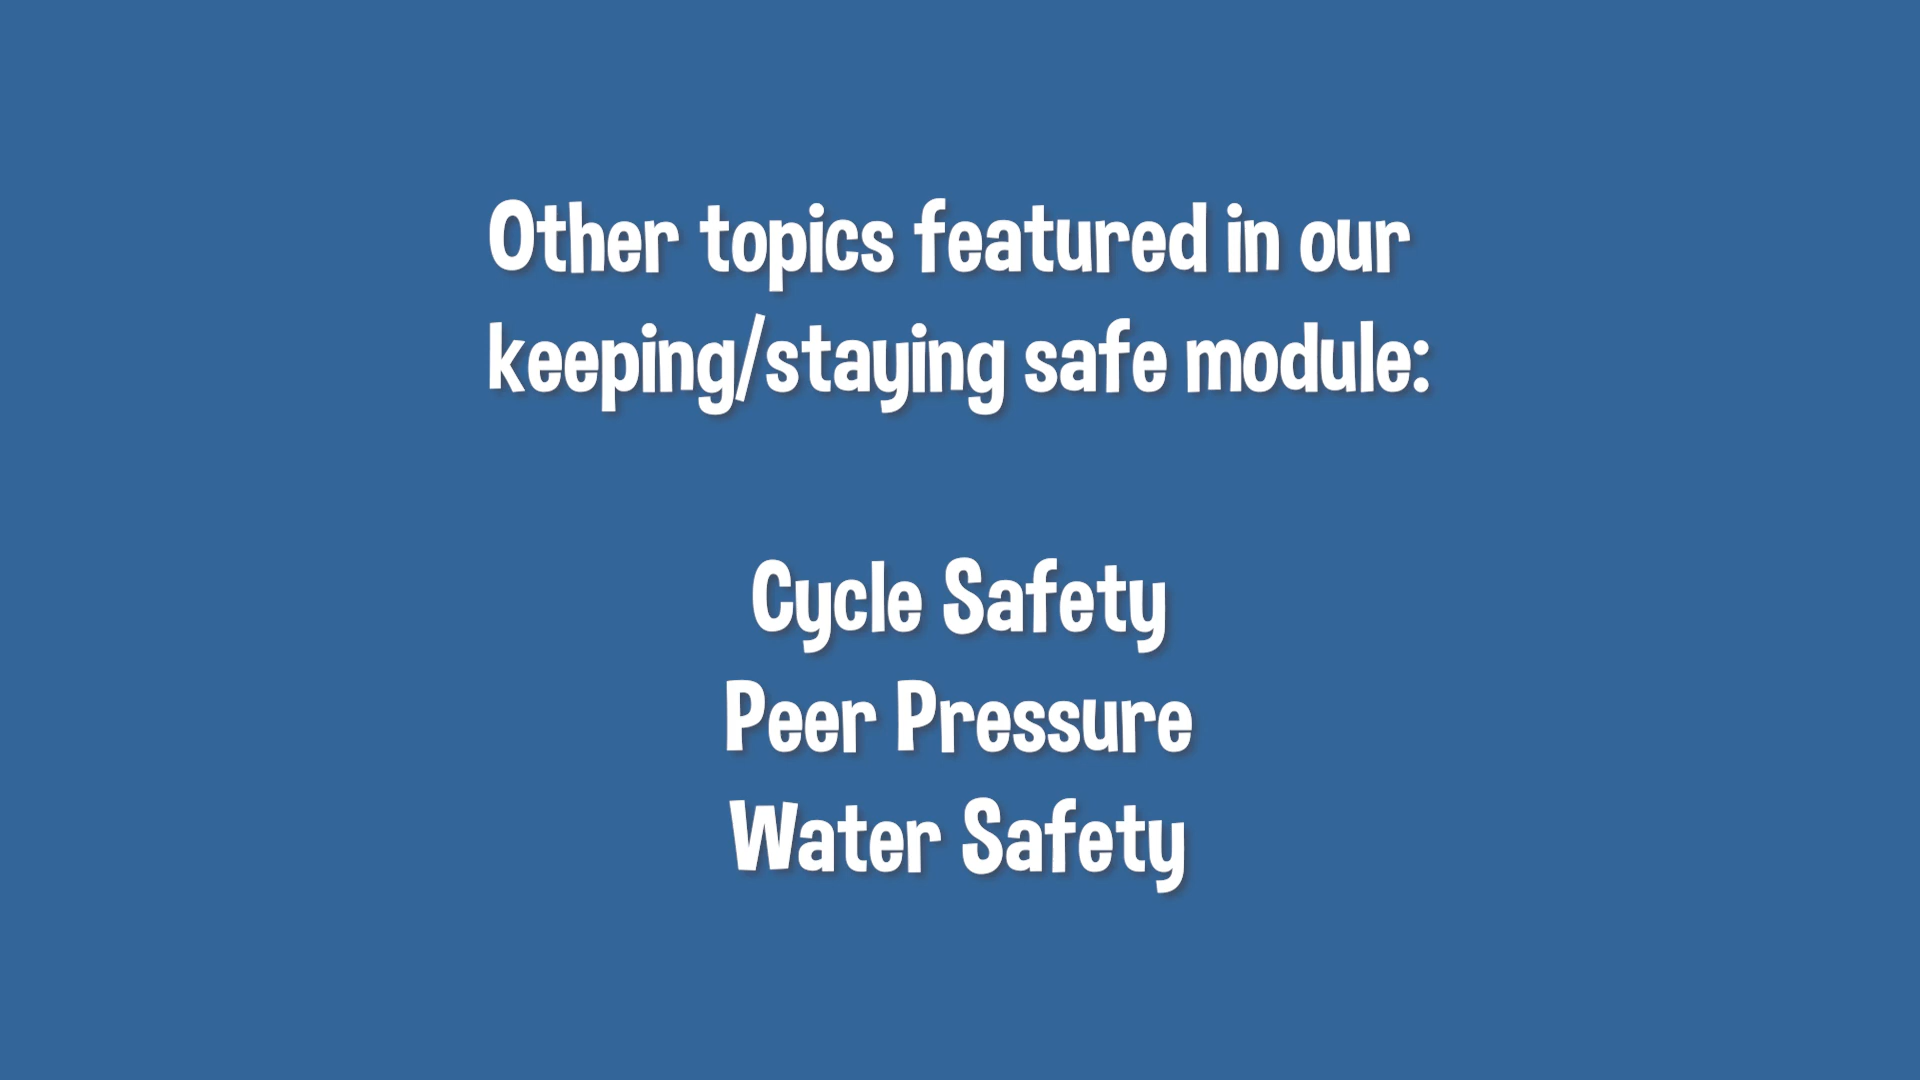 Other topics featured in our
keeping/staying safe module:
Cycle Safety
Peer Pressure
Water Safety